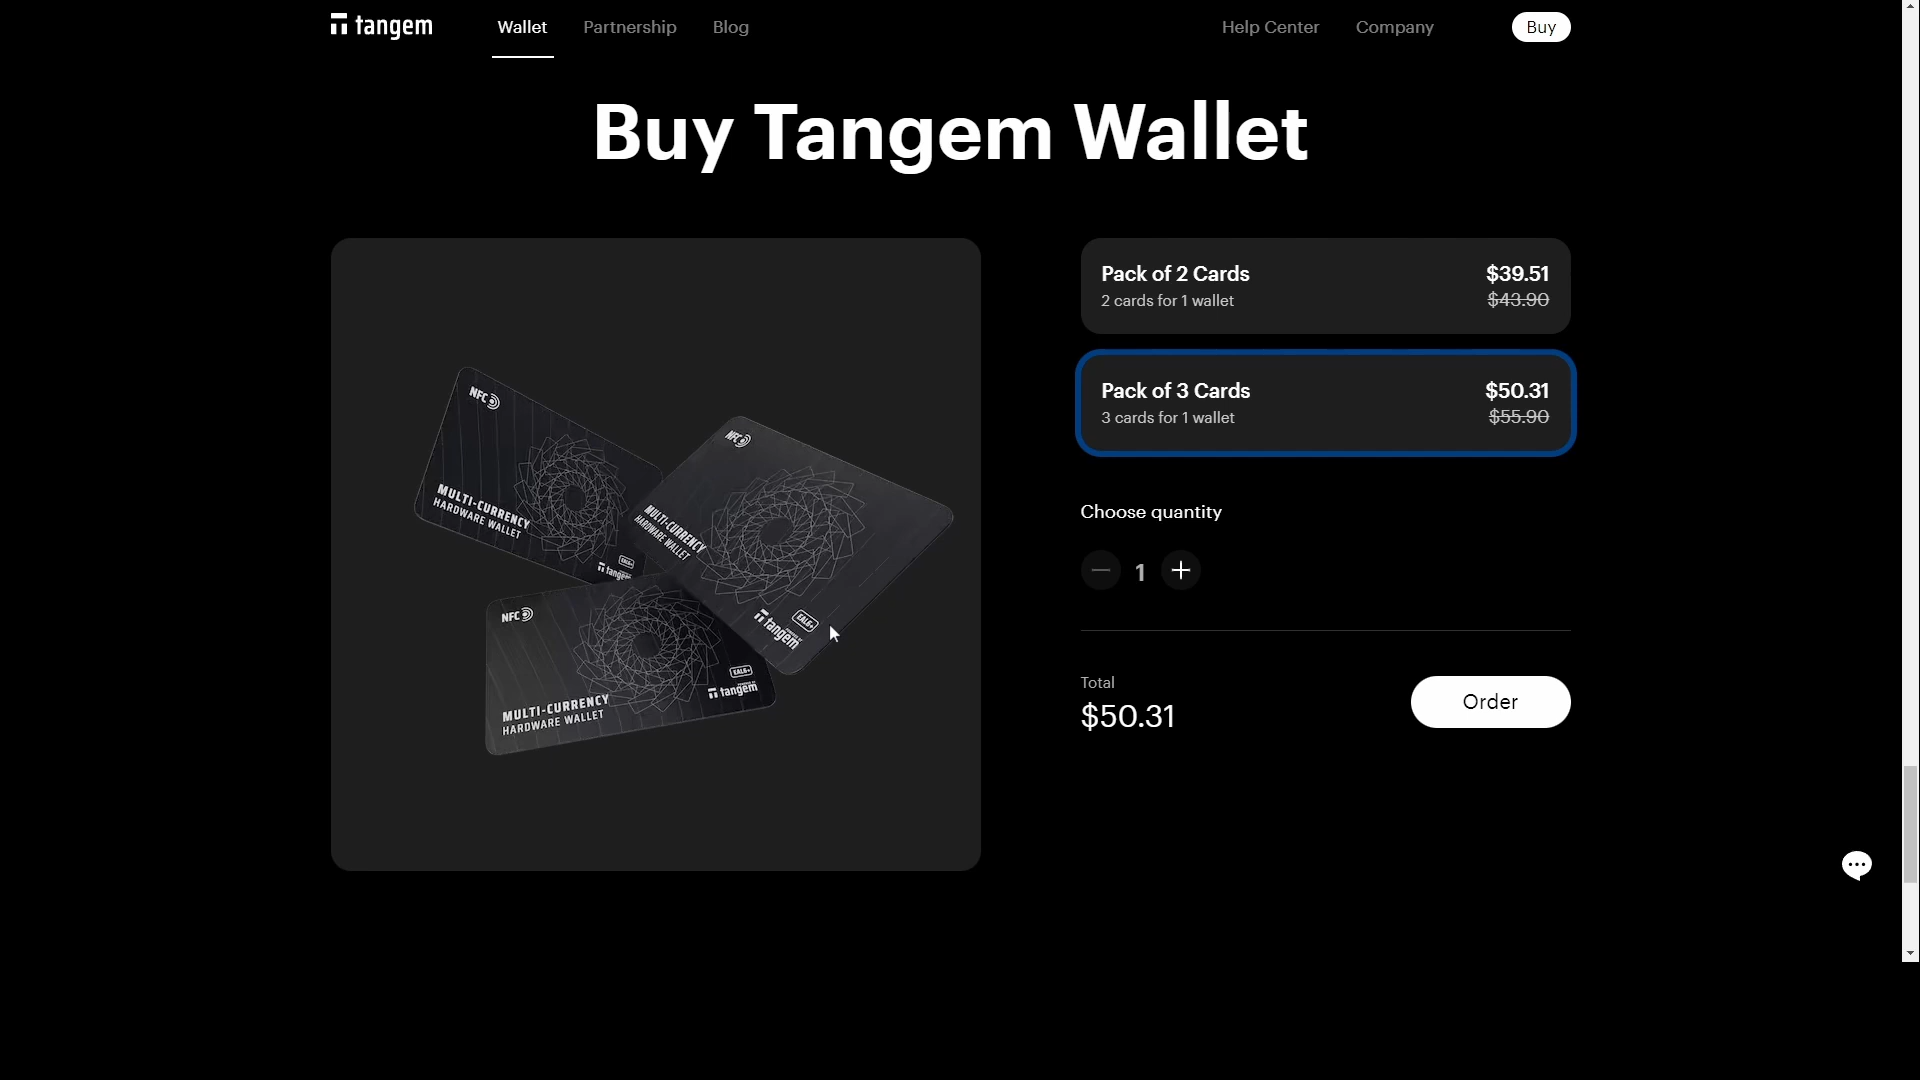 tangem
Wallet
Partnership
Blog
Help Center
Company
Buy
Buy Tangem Wallet
NFC
MULTI-CURRENCY
HARDWARE WALLET
EAL6+
tangem
NFC
MULTI-CURRENCY
HARDWARE WALLET
EAL6+
tangem
NFC
MULTI-CURRENCY
HARDWARE WALLET
EAL6+
tangem
Pack of 2 Cards
$39.51
2 cards for 1 wallet
$43.90
Pack of 3 Cards
$50.31
3 cards for 1 wallet
$55.90
Choose quantity
1
Total
$50.31
Order